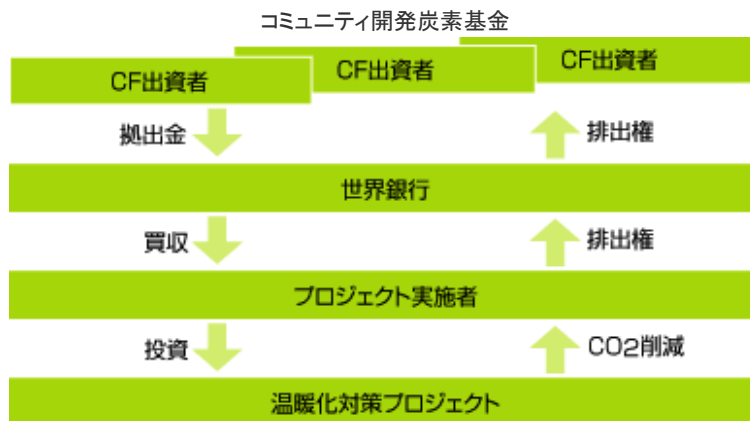 コミュニティ開発炭素基金
CF出資者
CF出資者
CF出資者
拠出金
排出権
世界銀行
買収
排出権
プロジェクト実施者
投資
CO2削減
温暖化対策プロジェクト